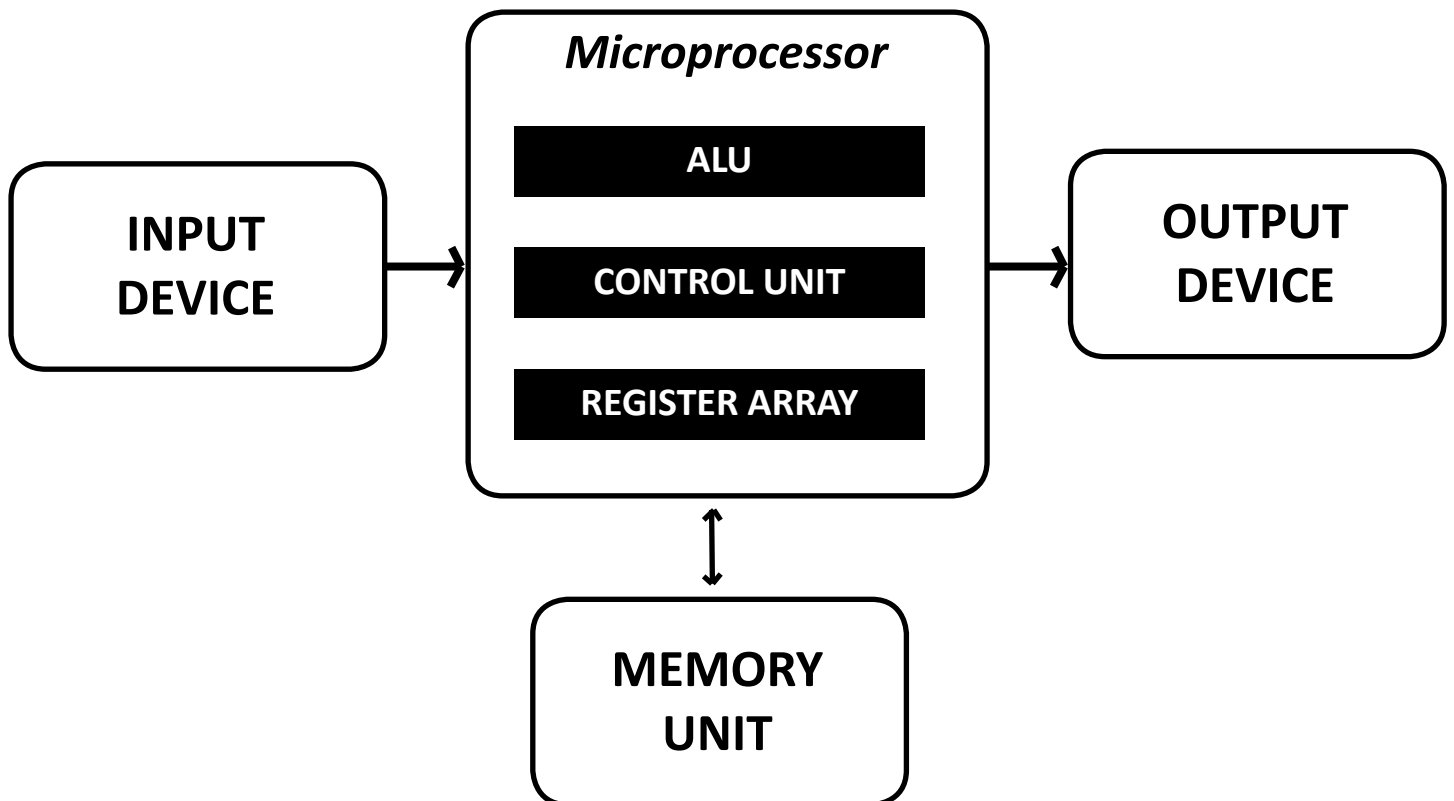 Microprocessor
ALU
INPUT
DEVICE
CONTROL UNIT
REGISTER ARRAY
OUTPUT
DEVICE
MEMORY
UNIT